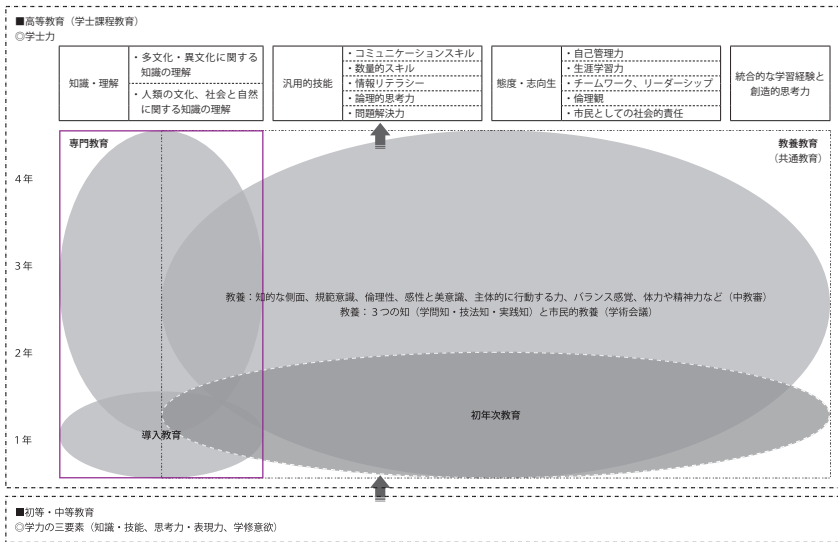 ■高等教育（学士課程教育）
◎学士力
知識・理解
・多文化・異文化に関する
知識の理解
・人類の文化、社会と自然
に関する知識の理解
汎用的技能
・コミュニケーションスキル
・数量的スキル
・情報リテラシー
・論理的思考力
・問題解決力
態度・志向生
・自己管理力
・生涯学習力
・チームワーク、リーダーシップ
・倫理観
・市民としての社会的責任
統合的な学習経験と
創造的思考力
専門教育
教養教育
（共通教育）
4年
3年
教養：知的な側面、規範意識、倫理性、感性と美意識、主体的に行動する力、バランス感覚、体力や精神力など（中教審）
教養：３つの知（学問知・技法知・実践知）と市民的教養（学術会議）
2年
初年次教育
導入教育
1年
■初等・中等教育
◎学力の三要素（知識・技能、思考力・表現力、学修意欲）